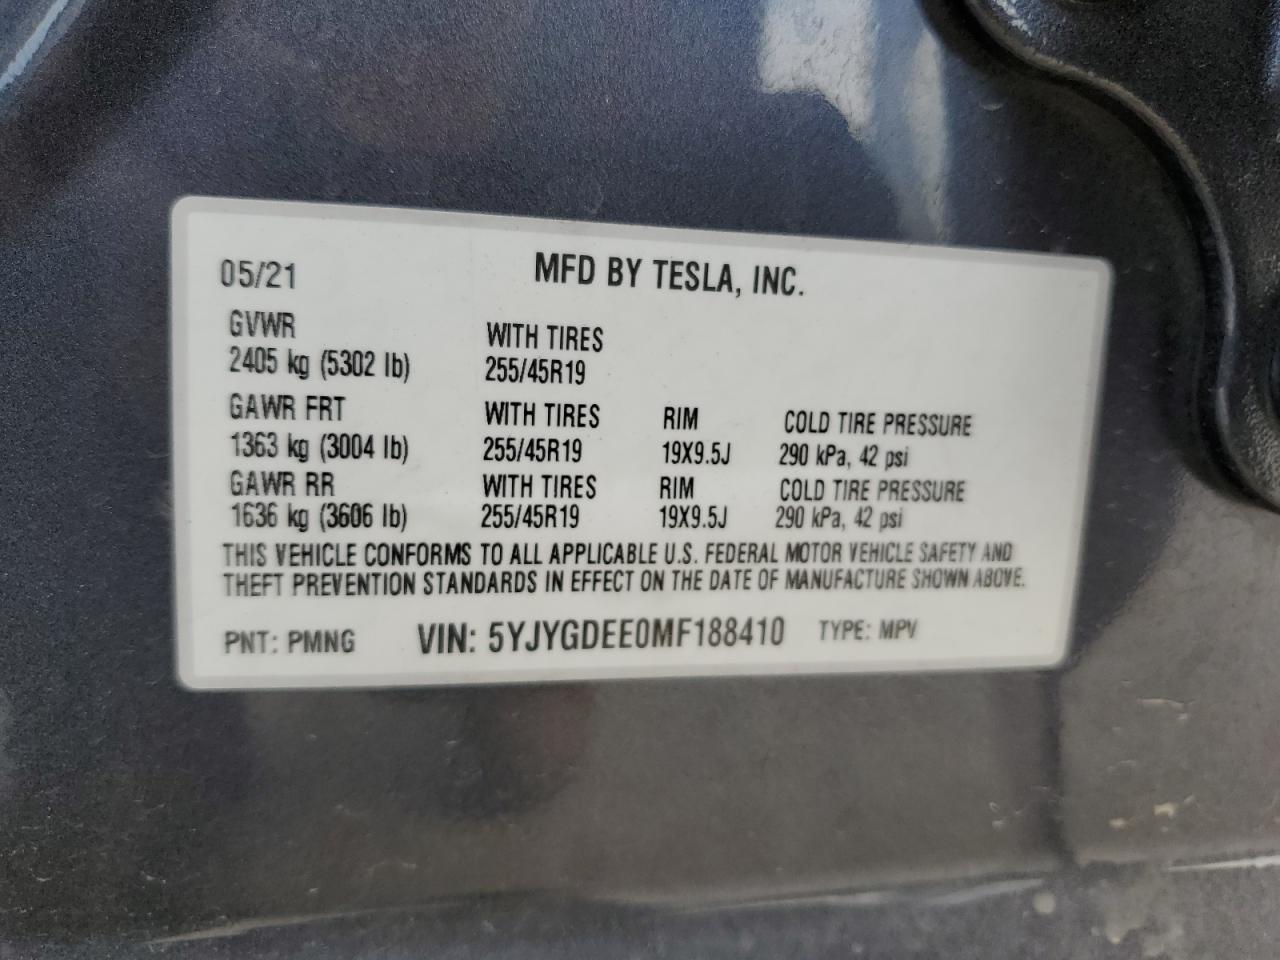 05/21 MFD BY TESLA, INC.
GVWR WITH TIRES
2405 kg (5302 lb) 255/45R19
GAWR FRT WITH TIRES RIM COLD TIRE PRESSURE
1363 kg (3004 lb) 255/45R19 19X9.5J 290 kPa, 42 psi
GAWR RR WITH TIRES RIM COLD TIRE PRESSURE
1636 kg (3606 lb) 255/45R19 19X9.5J 290 kPa, 42 psi
THIS VEHICLE CONFORMS TO ALL APPLICABLE U.S. FEDERAL MOTOR VEHICLE SAFETY AND
THEFT PREVENTION STANDARDS IN EFFECT ON THE DATE OF MANUFACTURE SHOWN ABOVE.
PNT: PMNG VIN: 5YJYGDEE0MF188410 TYPE: MPV